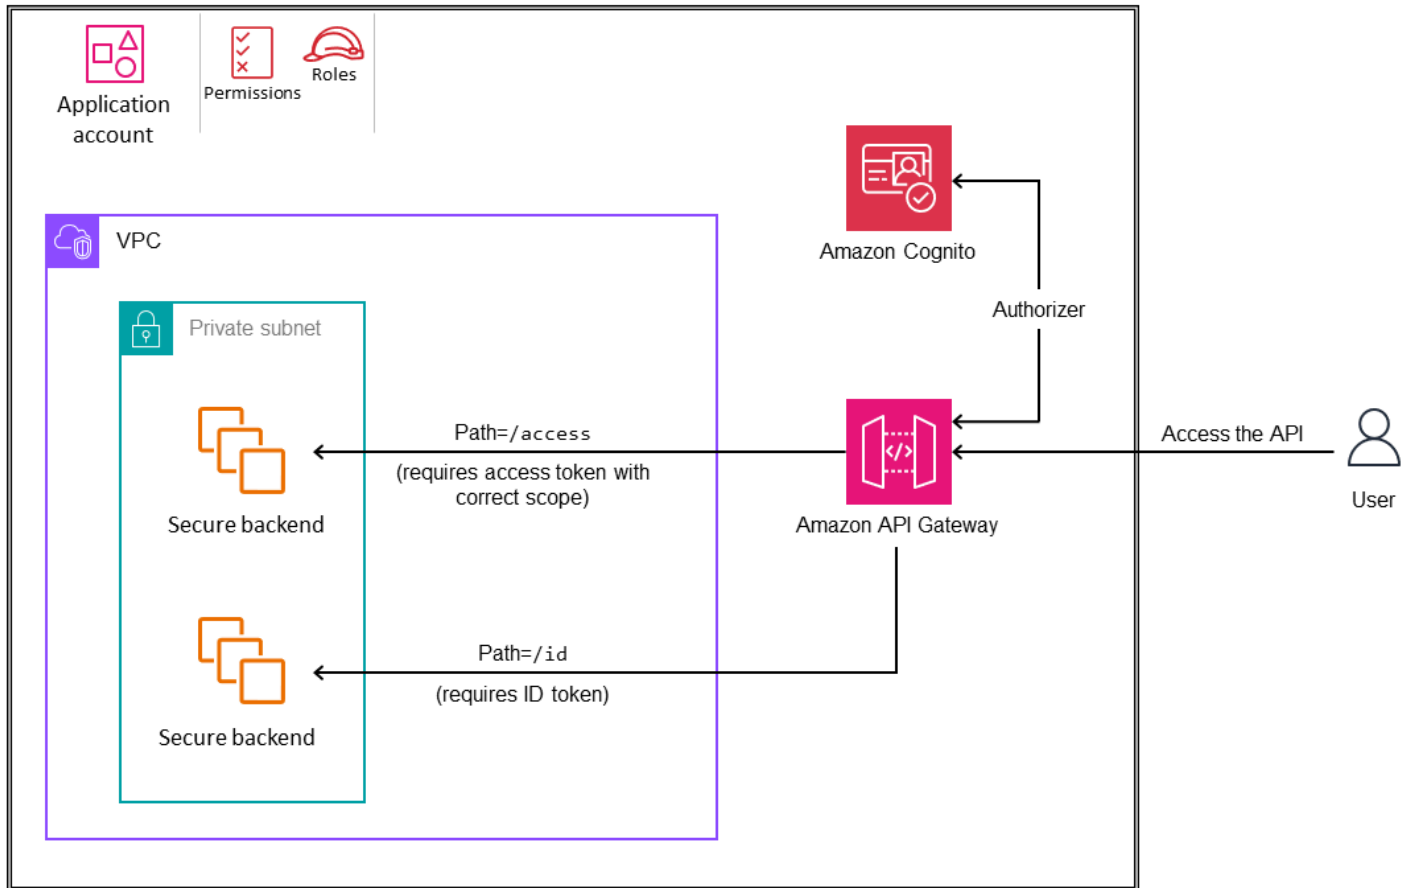 Application
account
Permissions
Roles
Amazon Cognito
VPC
Authorizer
Private subnet
Path=/access
(requires access token with
correct scope)
</>
Access the API
User
Secure backend
Amazon API Gateway
Path=/id
(requires ID token)
Secure backend